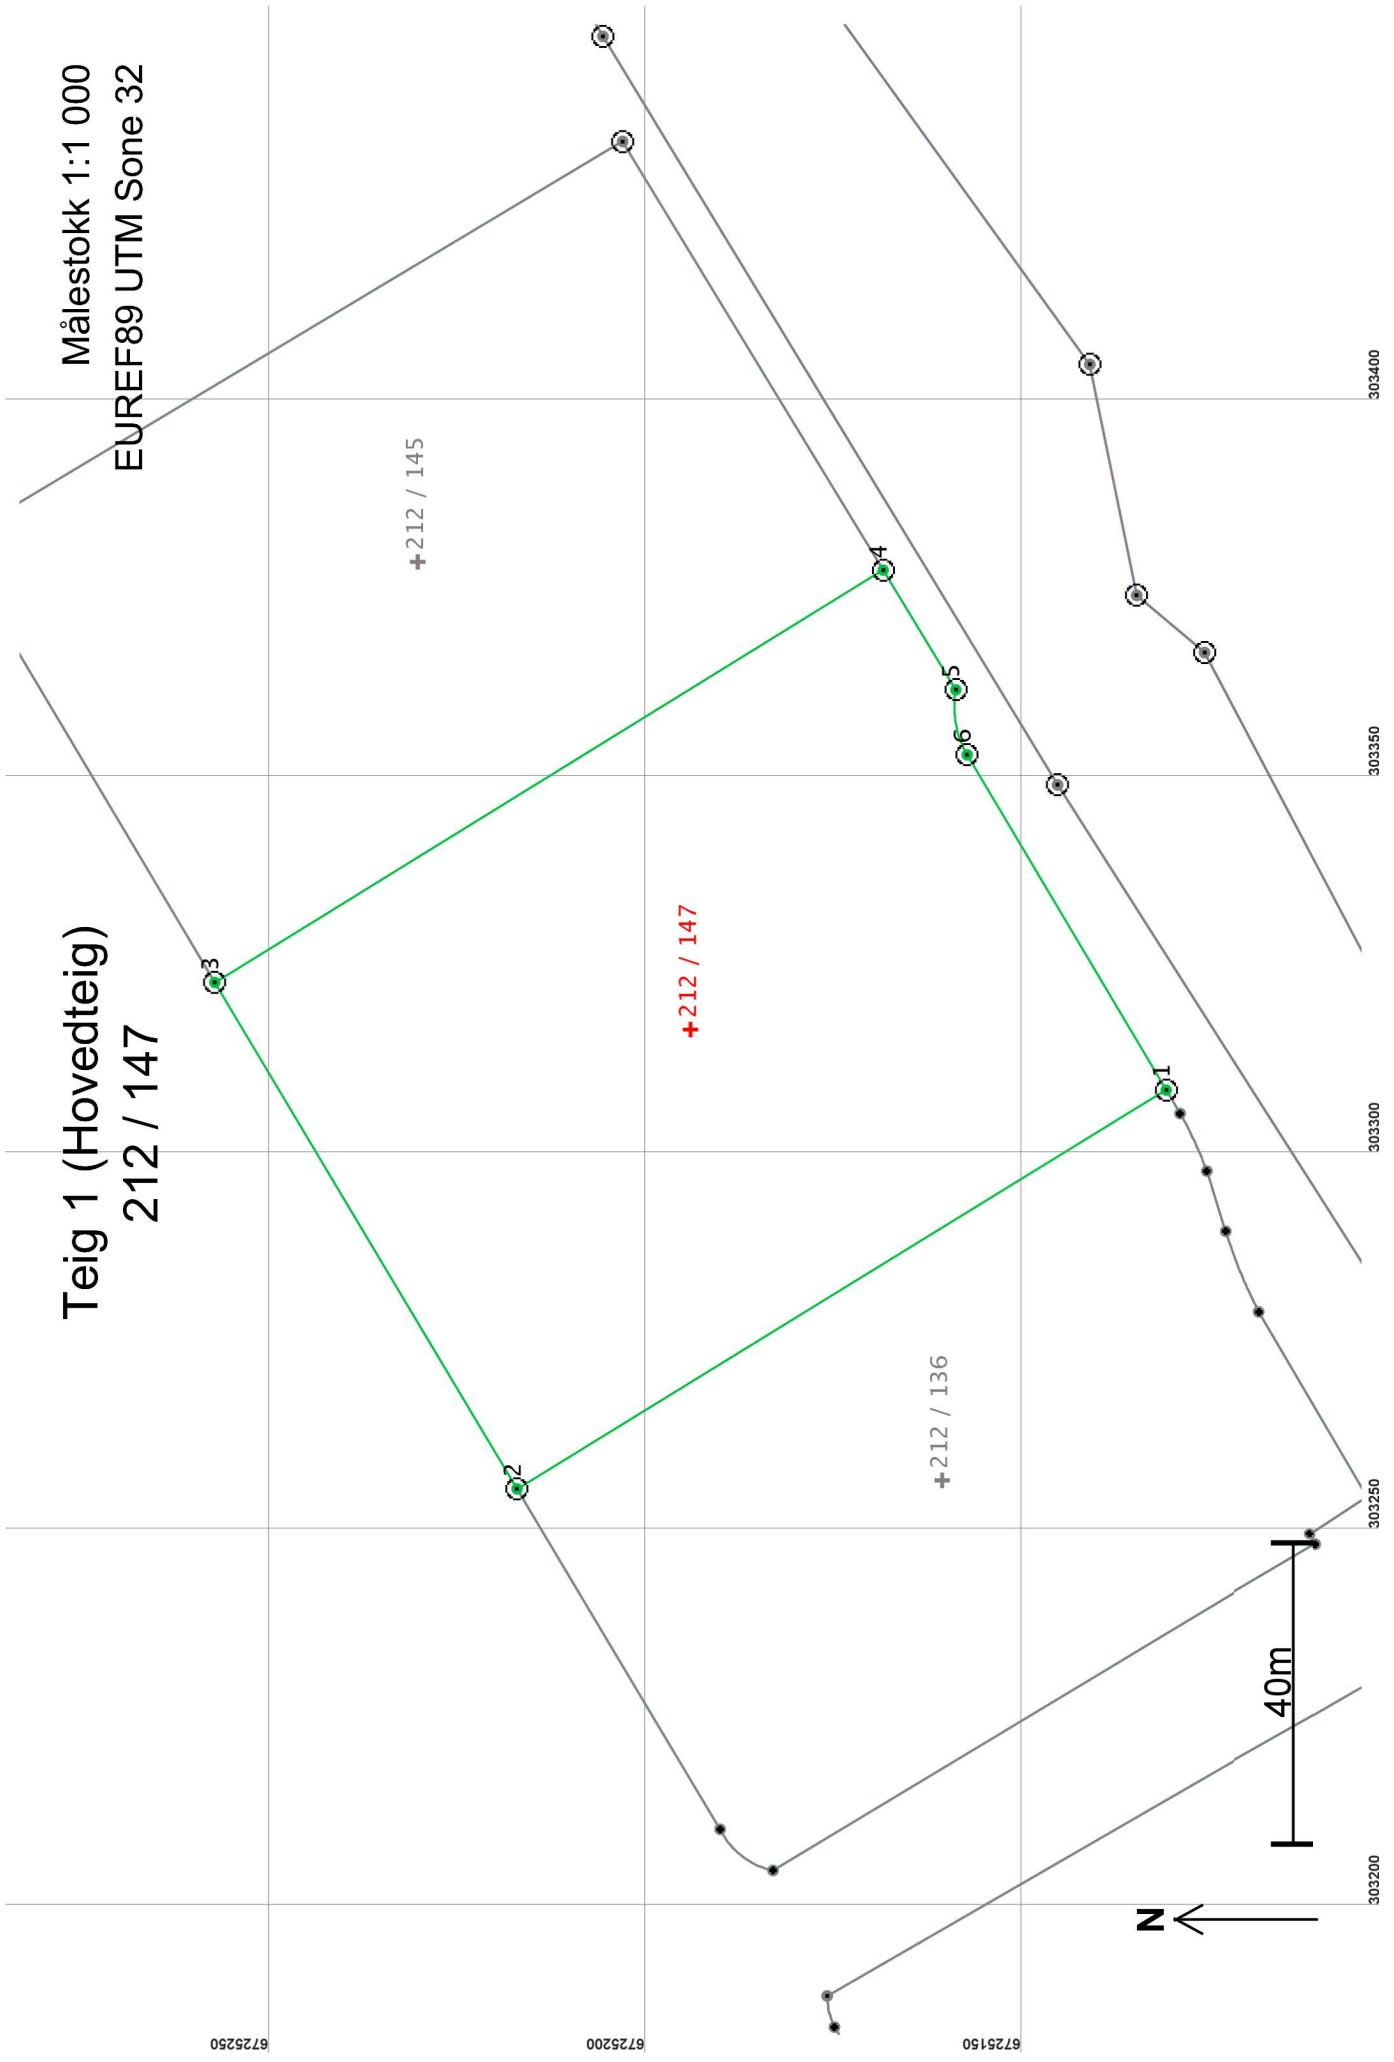 Teig 1 (Hovedteig)
212 / 147
Målestokk 1:1 000
EUREF89 UTM Sone 32
+212 / 145
+212 / 147
+212 / 136
1
2
3
4
5
6
40m
N
303200
303250
303300
303350
303400
6725250
6725200
6725150